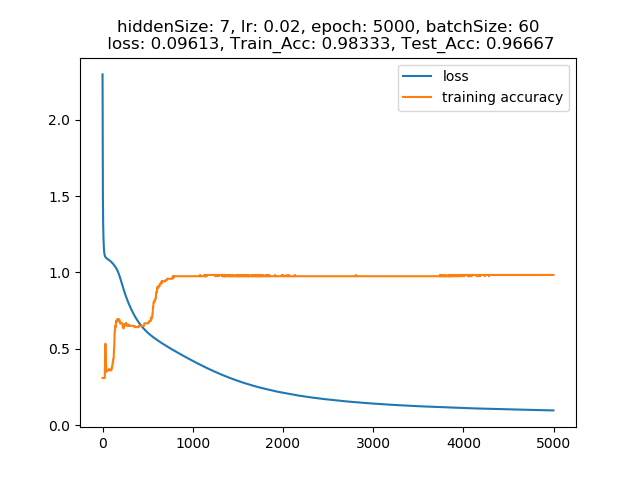 hiddenSize: 7, lr: 0.02, epoch: 5000, batchSize: 60
loss: 0.09613, Train_Acc: 0.98333, Test_Acc: 0.96667
loss
training accuracy
2.0
1.5
1.0
0.5
0.0
0 1000 2000 3000 4000 5000